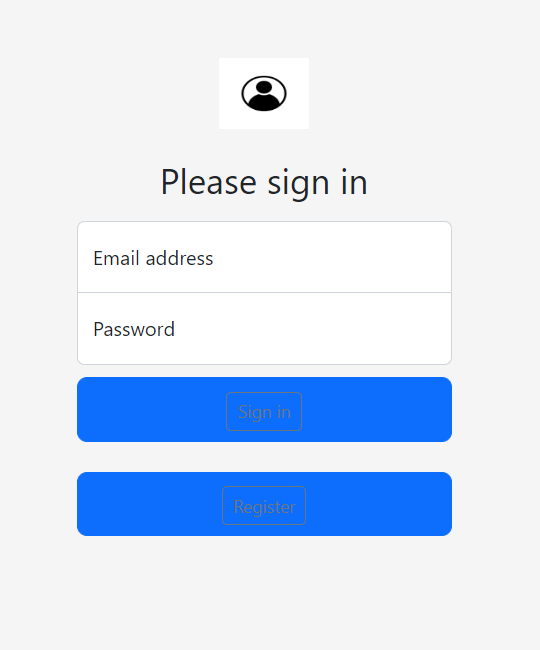 Please sign in
Email address
Password
Sign in
Register